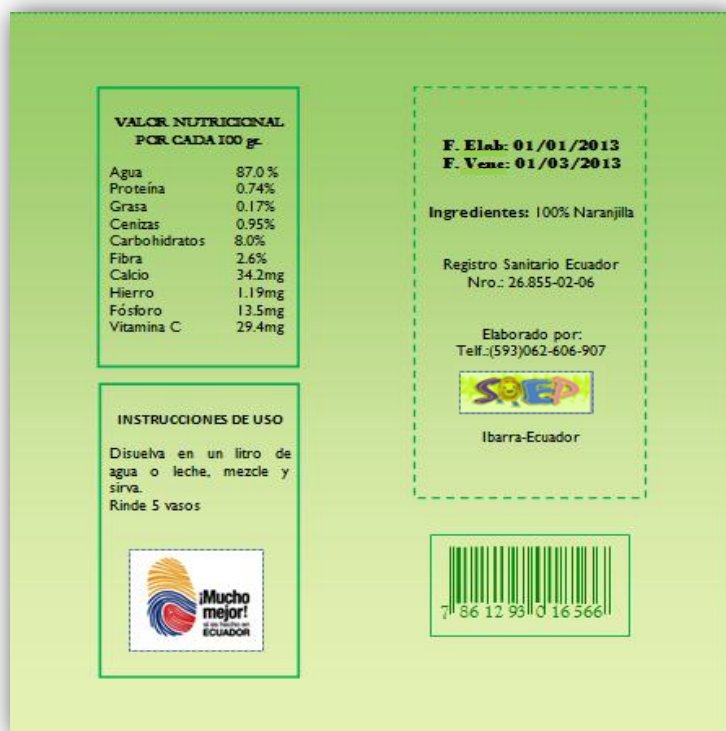 VALOR NUTRICIONAL
POR CADA 100 gr.
Agua 87.0 %
Proteína 0.74%
Grasa 0.17%
Cenizas 0.95%
Carbohidratos 8.0%
Fibra 2.6%
Calcio 34.2mg
Hierro 1.19mg
Fósforo 13.5mg
Vitamina C 29.4mg
INSTRUCCIONES DE USO
Disuelva en un litro de
agua o leche, mezcle y
sirva.
Rinde 5 vasos
¡Mucho
mejor!
si es hecho en
ECUADOR
F. Elab: 01/01/2013
F. Venc: 01/03/2013
Ingredientes: 100% Naranjilla
Registro Sanitario Ecuador
Nro.: 26.855-02-06
Elaborado por:
Telf.:(593)062-606-907
Ibarra-Ecuador
7 86 12 93 0 16 566